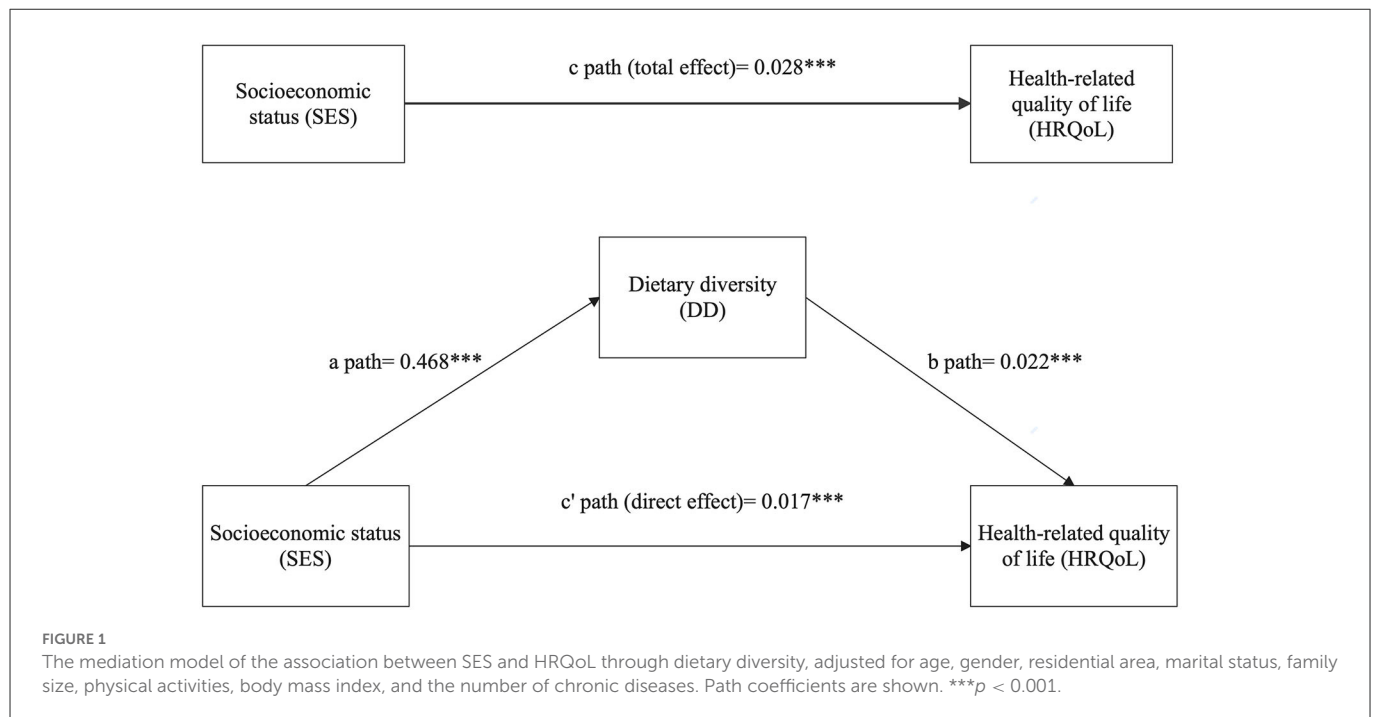 c path (total effect)= 0.028***
Socioeconomic
status (SES)
Health-related
quality of life
(HRQoL)
Dietary diversity
(DD)
a path= 0.468***
b path= 0.022***
c' path (direct effect)= 0.017***
Socioeconomic status
(SES)
Health-related quality
of life (HRQoL)
FIGURE 1
The mediation model of the association between SES and HRQoL through dietary diversity, adjusted for age, gender, residential area, marital status, family
size, physical activities, body mass index, and the number of chronic diseases. Path coefficients are shown. ***p < 0.001.